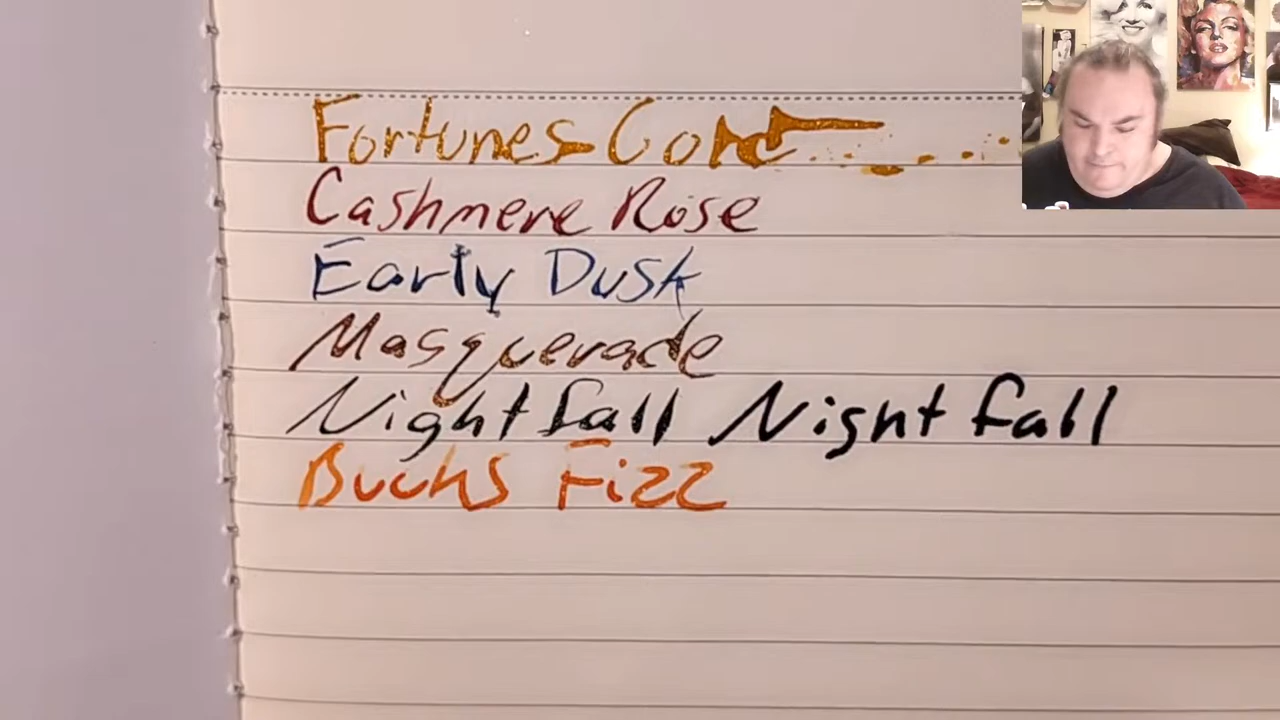 Fortunes Gold
Cashmere Rose
Early Dusk
Masquerade
Nightfall Nightfall
Bucks Fizz